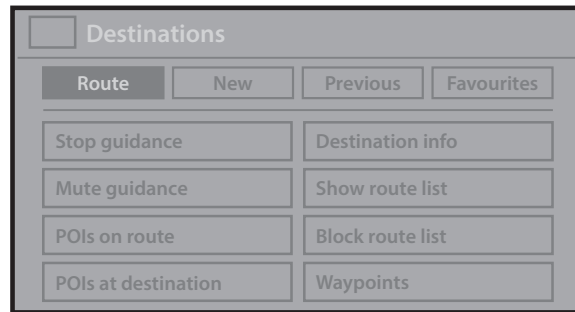 Destinations
Route New Previous Favourites
Stop guidance Destination info
Mute guidance Show route list
POIs on route Block route list
POIs at destination Waypoints